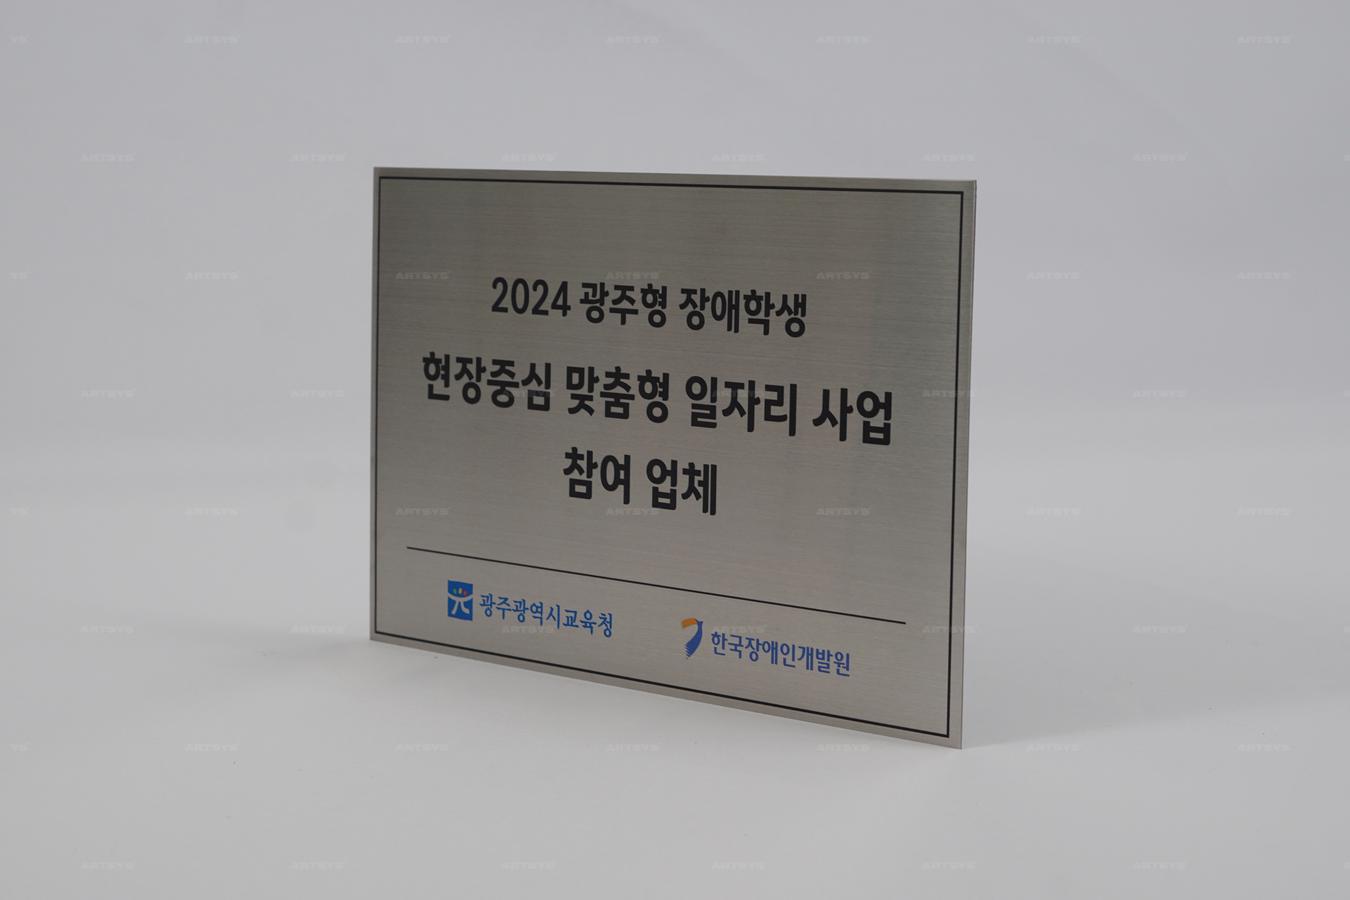 2024 광주형 장애학생
현장중심 맞춤형 일자리 사업
참여 업체
광주광역시교육청
한국장애인개발원
ARTSYS